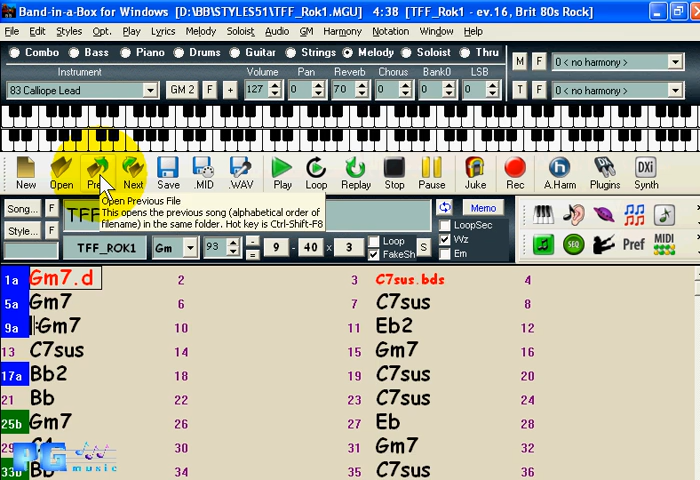 Band-in-a-Box for Windows [D:\BB\STYLES51\TFF_Rok1.MGU] 4:38 [TFF_Rok1 - ev.16, Brit 80s Rock]
File Edit Styles Opt. Play Lyrics Melody Soloist Audio GM Harmony Notation Window Help
Combo Bass Piano Drums Guitar Strings Melody Soloist Thru
M F 0 < no harmony >
Instrument Volume Pan Reverb Chorus Bank0 LSB
83 Calliope Lead GM 2 F + 127 0 70 0 0 0
T F 0 < no harmony >
New Open Next Save .MID .WAV Play Loop Replay Stop Pause Juke Rec A.Harm Plugins Synth
Open Previous File
This opens the previous song (alphabetical order of
filename) in the same folder. Hot key is Ctrl-Shift-F8
Song... F
Memo
LoopSec
Vvz
Em
Style... F TFF_ROK1 Gm 93 9 - 40 x 3 Loop S
FakeSh
DX
DXi
SEQ Pref MIDI
1a Gm7.d 2 3 C7sus.bds 4
5a Gm7 6 7 C7sus 8
9a Gm7 10 11 Eb2 12
13 C7sus 14 15 Gm7 16
17a Bb2 18 19 C7sus 20
21 Bb 22 23 C7sus 24
25b Gm7 26 27 Eb 28
30 31 Gm7 32
33b 34 35 C7sus 36
PG music